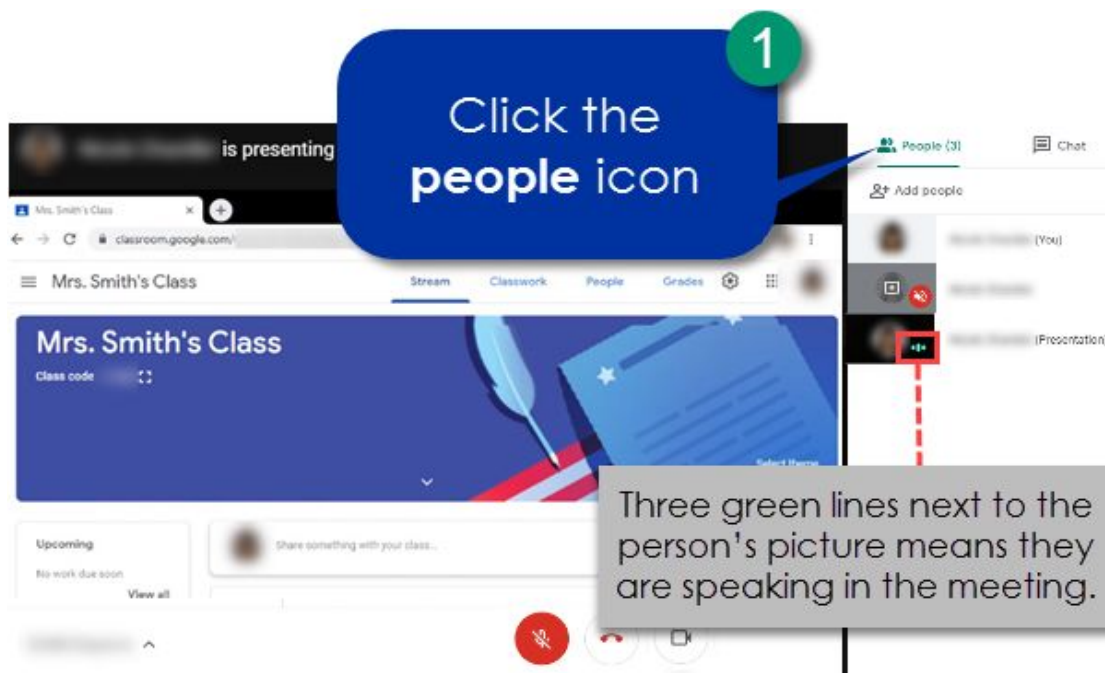 1
Click the
people icon
is presenting
People (3)
Chat
Add people
(You)
(Presentation)
Mrs. Smith's Class
classroom.google.com/
Mrs. Smith's Class
Stream Classwork People Grades
Mrs. Smith's Class
Class code
Select theme
Three green lines next to the
person's picture means they
are speaking in the meeting.
Upcoming
No work due soon
View all
Share something with your class...